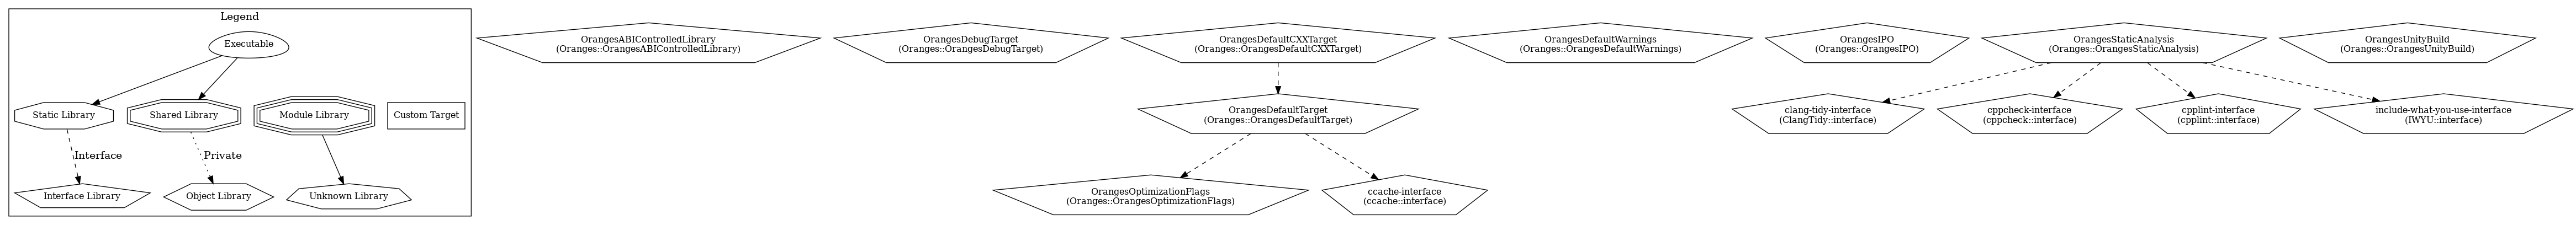 Legend
Executable
Static Library
Shared Library
Module Library
Custom Target
Interface
Private
Interface Library
Object Library
Unknown Library
OrangesABIControlledLibrary
(Oranges::OrangesABIControlledLibrary)
OrangesDebugTarget
(Oranges::OrangesDebugTarget)
OrangesDefaultCXXTarget
(Oranges::OrangesDefaultCXXTarget)
OrangesDefaultTarget
(Oranges::OrangesDefaultTarget)
OrangesOptimizationFlags
(Oranges::OrangesOptimizationFlags)
ccache-interface
(ccache::interface)
OrangesDefaultWarnings
(Oranges::OrangesDefaultWarnings)
OrangesIPO
(Oranges::OrangesIPO)
OrangesStaticAnalysis
(Oranges::OrangesStaticAnalysis)
clang-tidy-interface
(ClangTidy::interface)
cppcheck-interface
(cppcheck::interface)
cpplint-interface
(cpplint::interface)
include-what-you-use-interface
(IWYU::interface)
OrangesUnityBuild
(Oranges::OrangesUnityBuild)